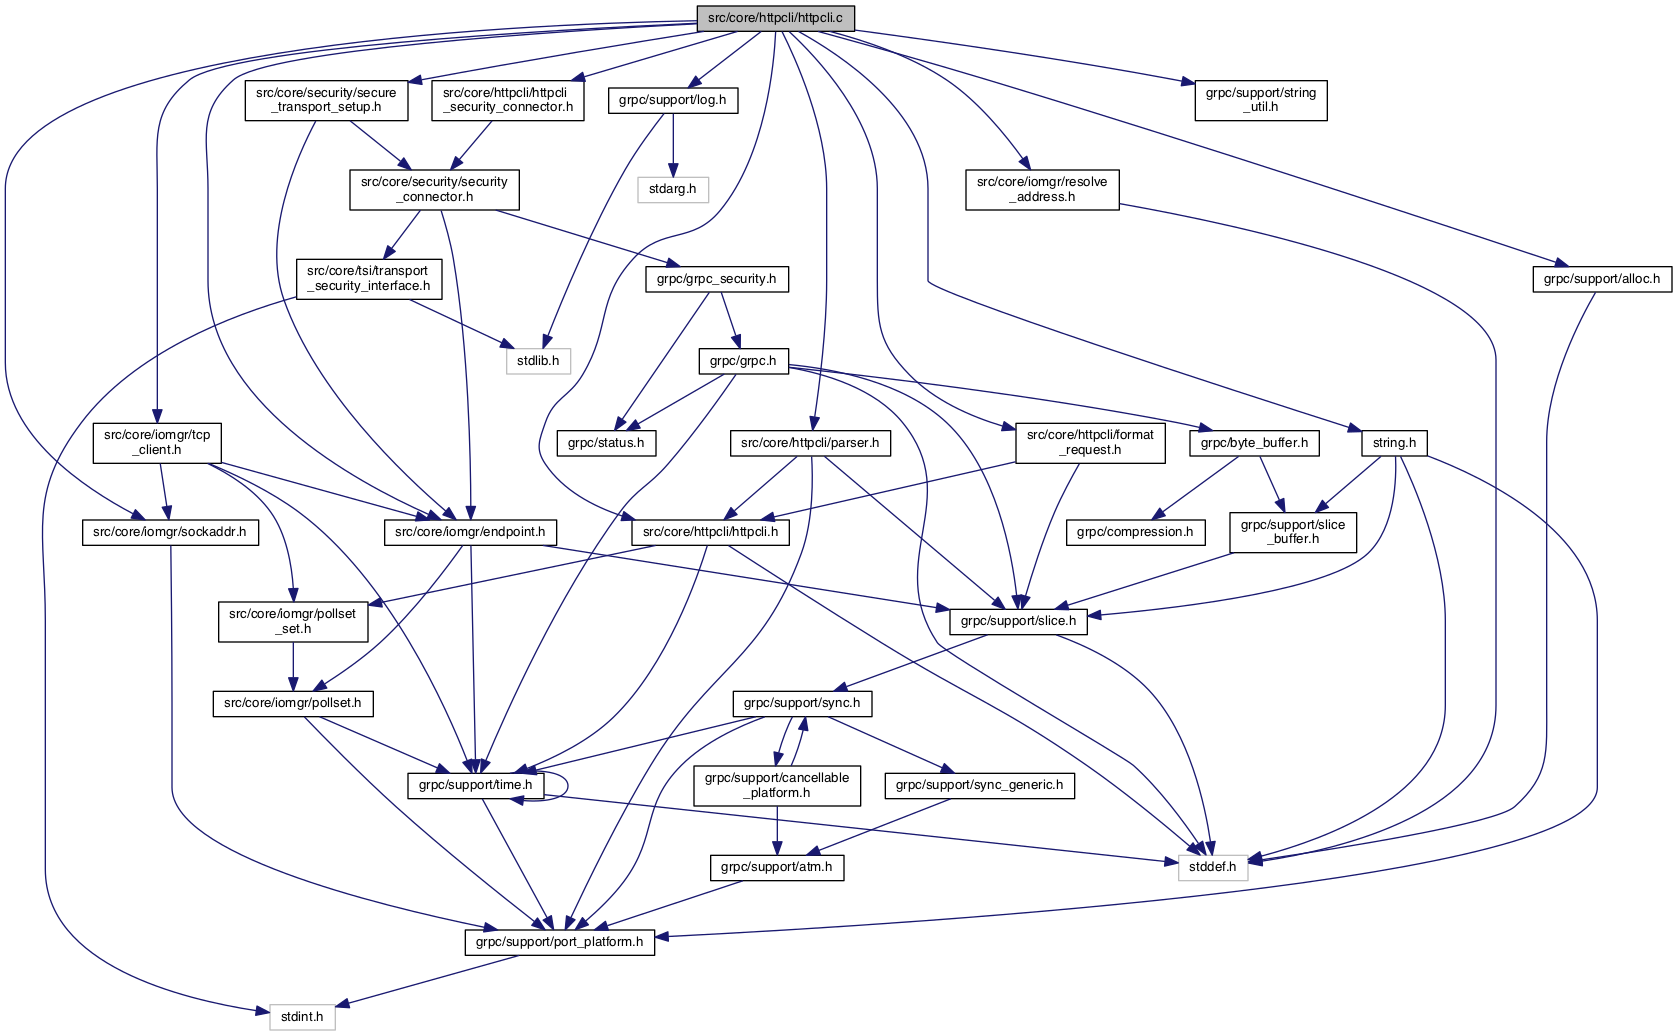 src/core/httpcli/httpcli.c
src/core/security/secure
_transport_setup.h
src/core/httpcli/httpcli
_security_connector.h
grpc/support/log.h
grpc/support/string
_util.h
src/core/security/security
_connector.h
stdarg.h
src/core/iomgr/resolve
_address.h
src/core/tsi/transport
_security_interface.h
grpc/grpc_security.h
grpc/support/alloc.h
stdlib.h
grpc/grpc.h
src/core/iomgr/tcp
_client.h
grpc/status.h
src/core/httpcli/parser.h
src/core/httpcli/format
_request.h
grpc/byte_buffer.h
string.h
src/core/iomgr/sockaddr.h
src/core/iomgr/endpoint.h
src/core/httpcli/httpcli.h
grpc/compression.h
grpc/support/slice
_buffer.h
src/core/iomgr/pollset
_set.h
grpc/support/slice.h
src/core/iomgr/pollset.h
grpc/support/sync.h
grpc/support/time.h
grpc/support/cancellable
_platform.h
grpc/support/sync_generic.h
grpc/support/atm.h
stddef.h
grpc/support/port_platform.h
stdint.h